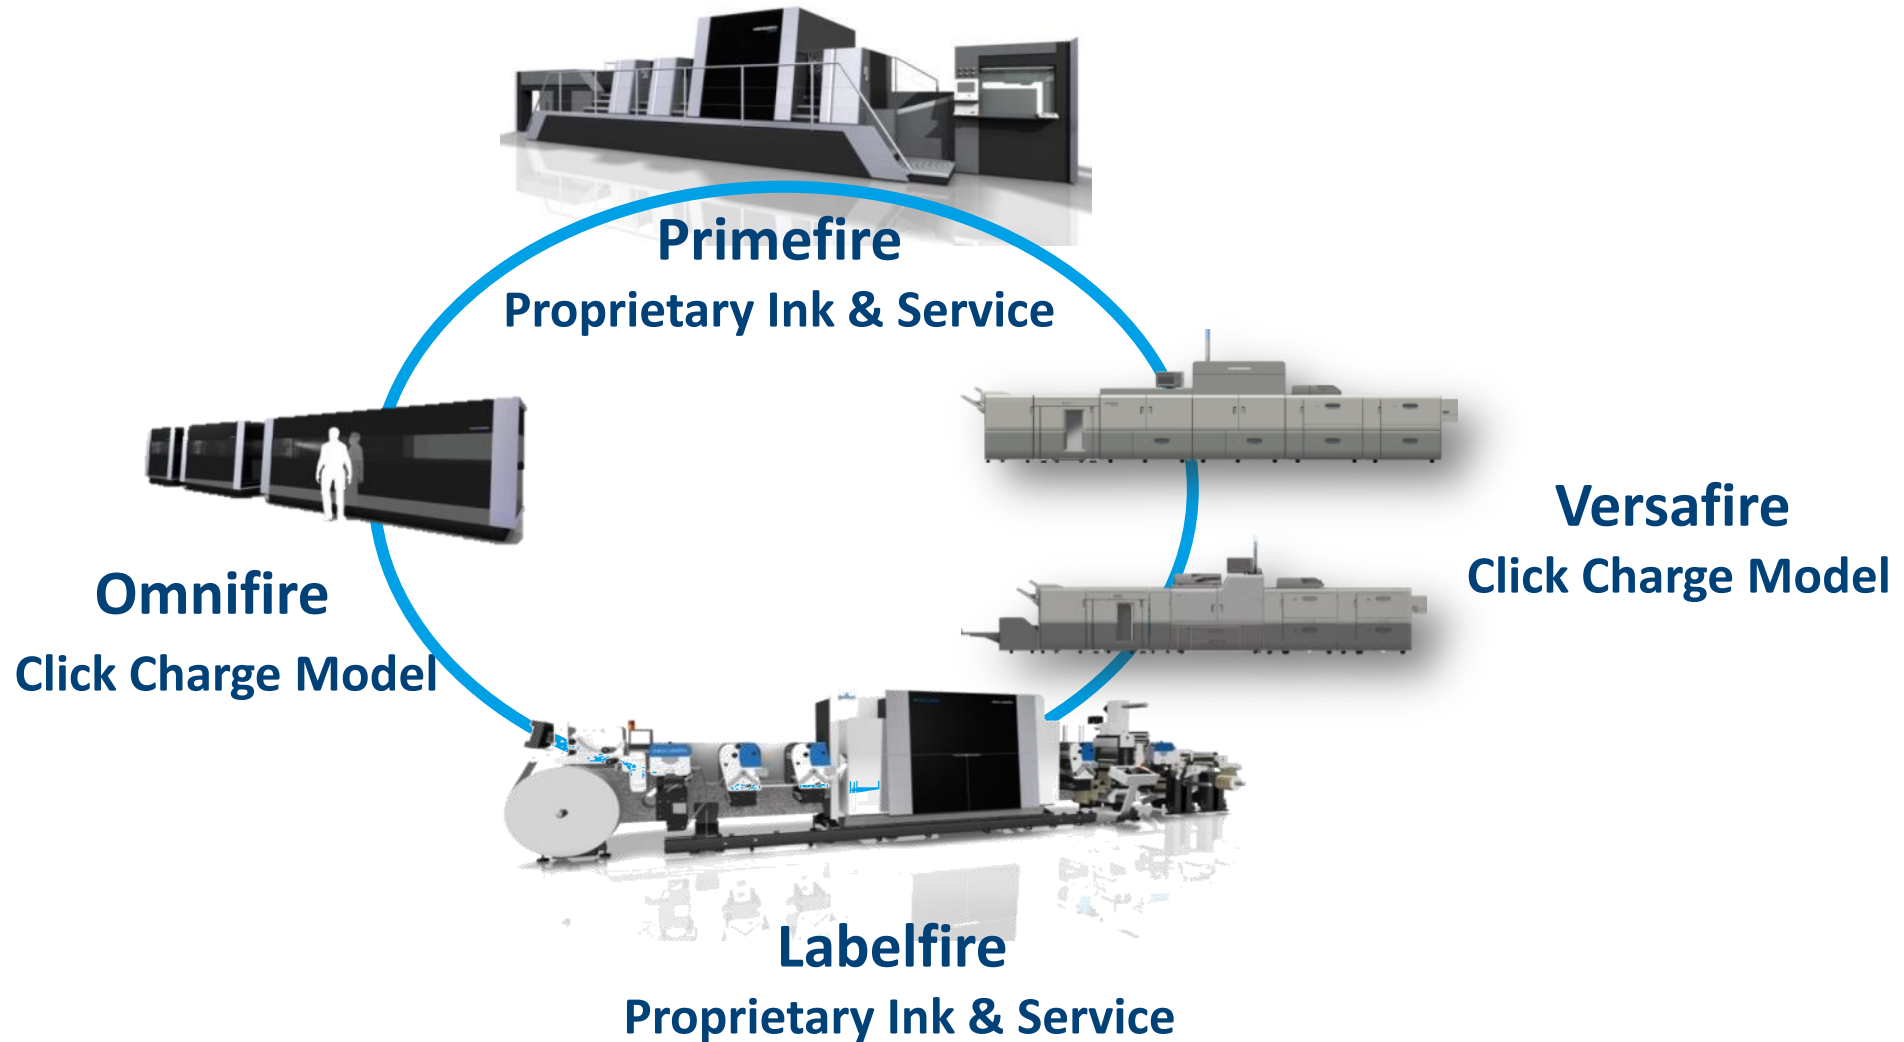 Primefire
Proprietary Ink & Service
Versafire
Click Charge Model
Omnifire
Click Charge Model
Labelfire
Proprietary Ink & Service